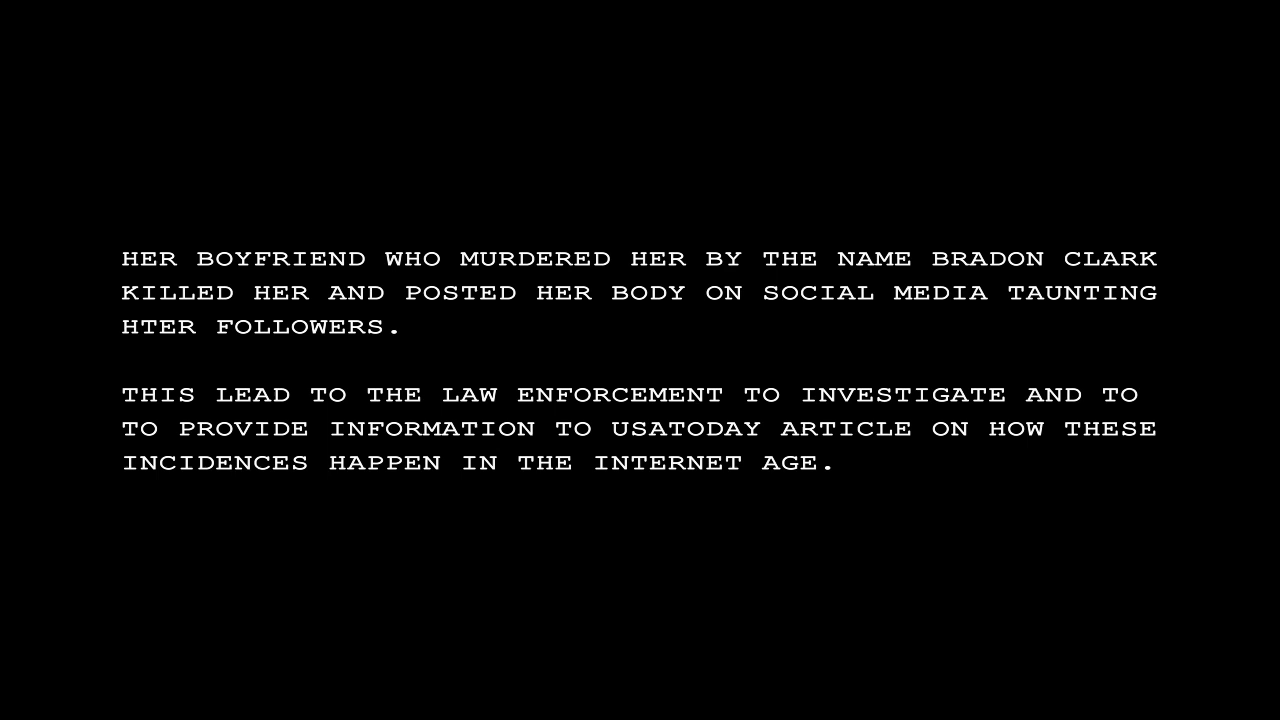 HER BOYFRIEND WHO MURDERED HER BY THE NAME BRADON CLARK
KILLED HER AND POSTED HER BODY ON SOCIAL MEDIA TAUNTING
HTER FOLLOWERS.
THIS LEAD TO THE LAW ENFORCEMENT TO INVESTIGATE AND TO
TO PROVIDE INFORMATION TO USATODAY ARTICLE ON HOW THESE
INCIDENCES HAPPEN IN THE INTERNET AGE.